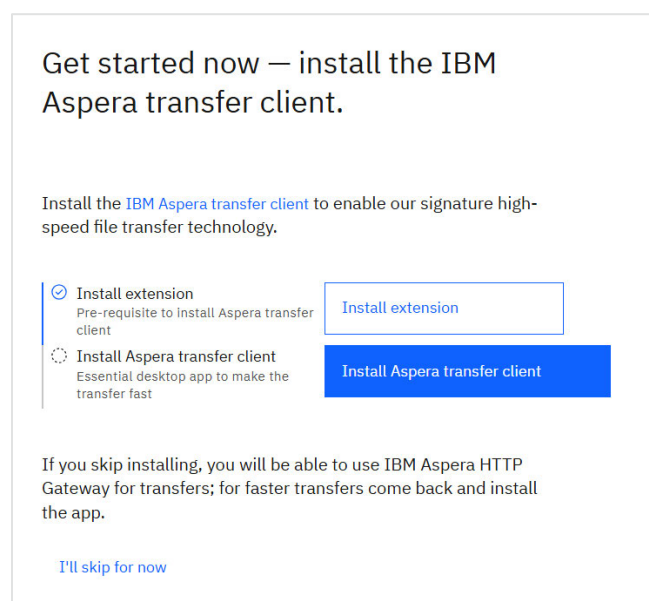 Get started now — install the IBM
Aspera transfer client.
Install the IBM Aspera transfer client to enable our signature high-
speed file transfer technology.
Install extension
Pre-requisite to install Aspera transfer
client
Install extension
Install Aspera transfer client
Essential desktop app to make the
transfer fast
Install Aspera transfer client
If you skip installing, you will be able to use IBM Aspera HTTP
Gateway for transfers; for faster transfers come back and install
the app.
I'll skip for now